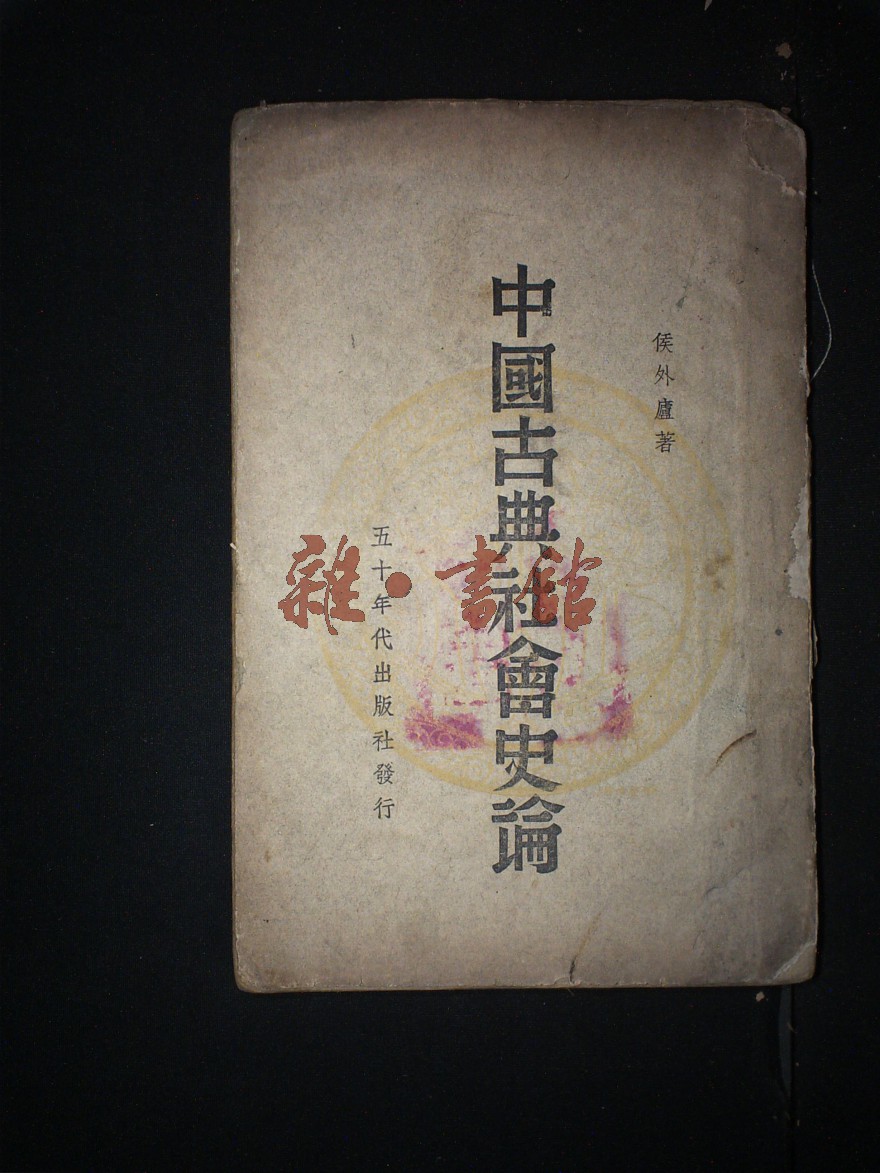 侯外廬著
中國古典社會史論
五十年代出版社發行
雜·書館